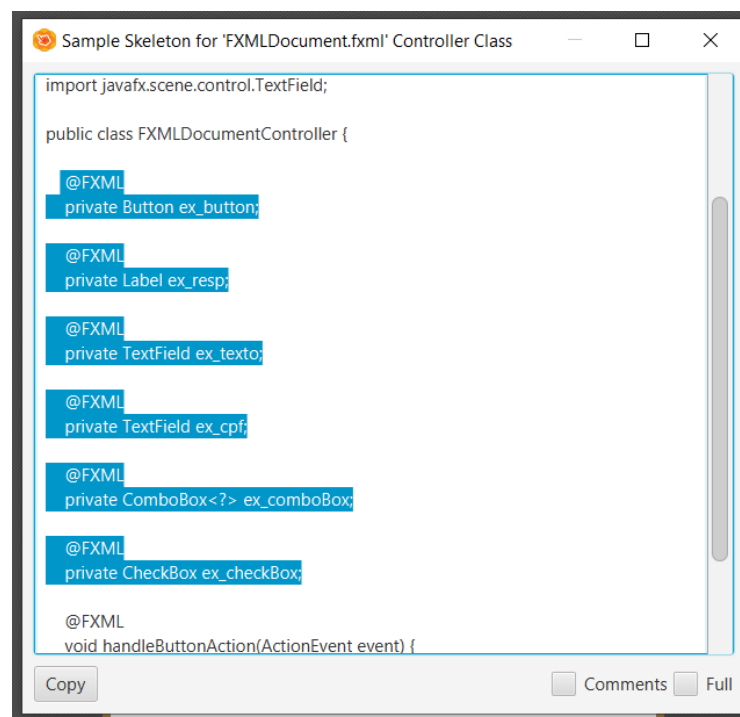 Sample Skeleton for 'FXMLDocument.fxml' Controller Class
import javafx.scene.control.TextField;
public class FXMLDocumentController {
@FXML
private Button ex_button;
@FXML
private Label ex_resp;
@FXML
private TextField ex_texto;
@FXML
private TextField ex_cpf;
@FXML
private ComboBox<?> ex_comboBox;
@FXML
private CheckBox ex_checkBox;
@FXML
void handleButtonAction(ActionEvent event) {
Copy
Comments
Full